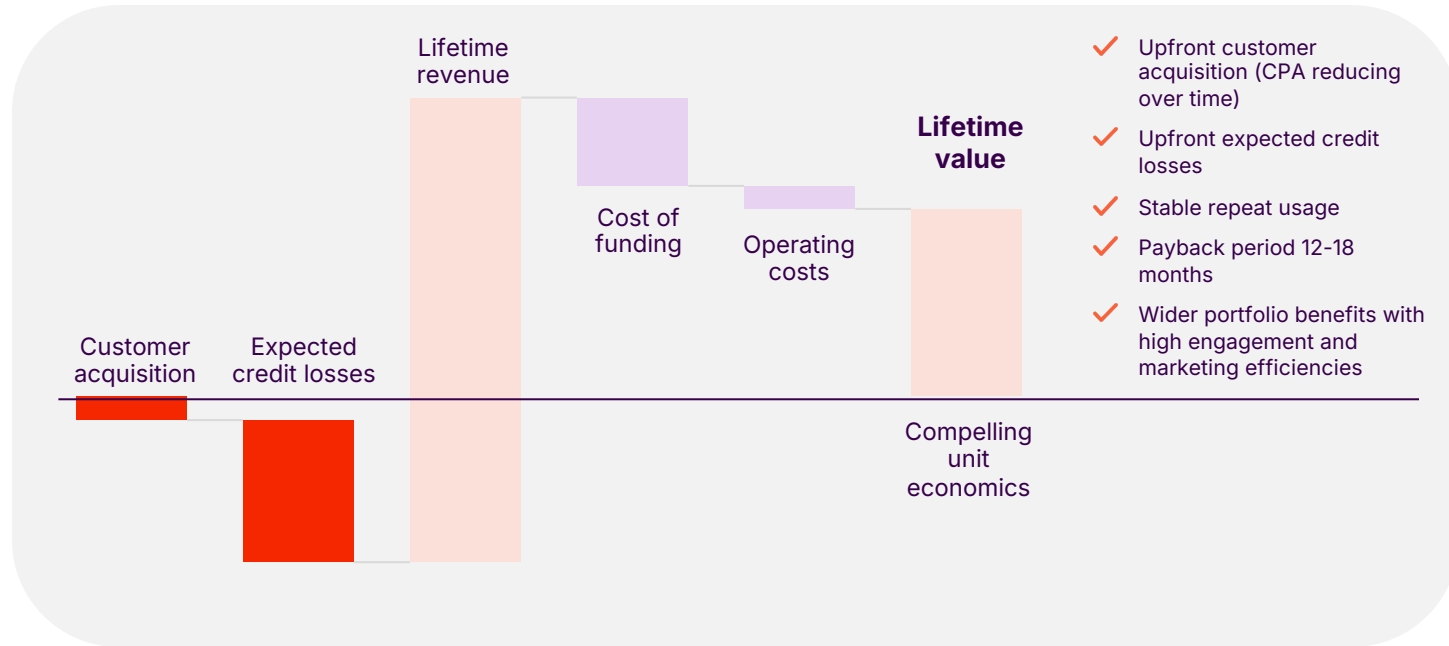 Lifetime
revenue
Lifetime
value
Cost of
funding
Operating
costs
Customer
acquisition
Expected
credit losses
Compelling
unit
economics
Upfront customer
acquisition (CPA reducing
over time)
Upfront expected credit
losses
Stable repeat usage
Payback period 12-18
months
Wider portfolio benefits with
high engagement and
marketing efficiencies